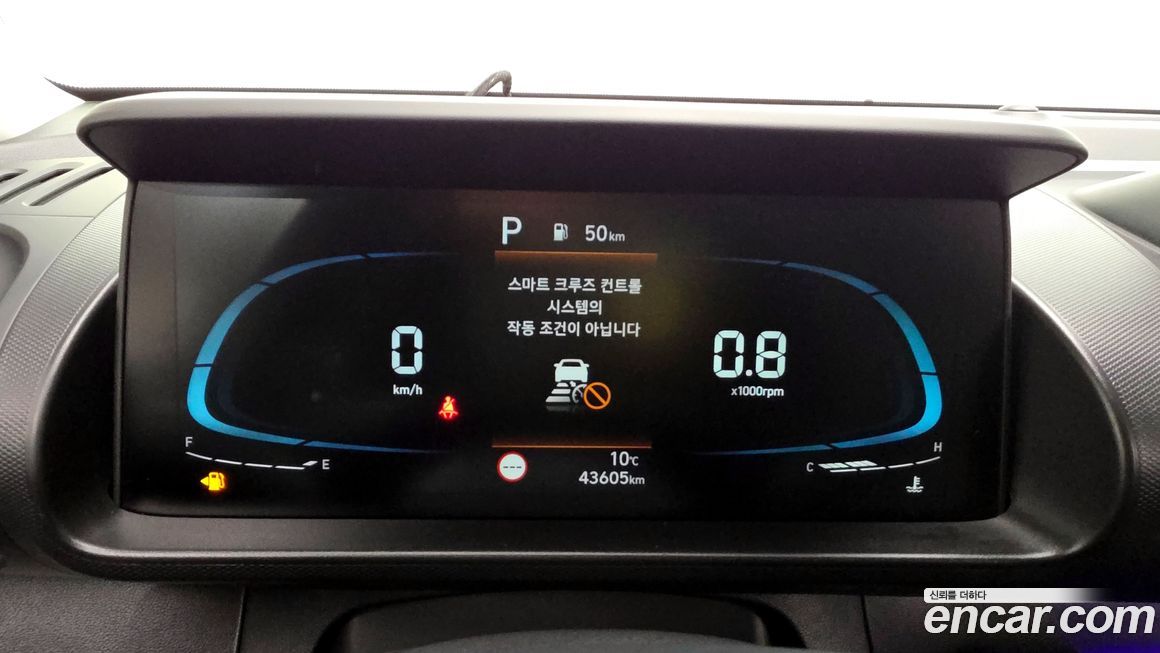 P 50km
스마트 크루즈 컨트롤
시스템의
작동 조건이 아닙니다
0
km/h
0.8
x1000rpm
F
E
---
10℃
43605km
C
H
신뢰를 더하다
encar.com